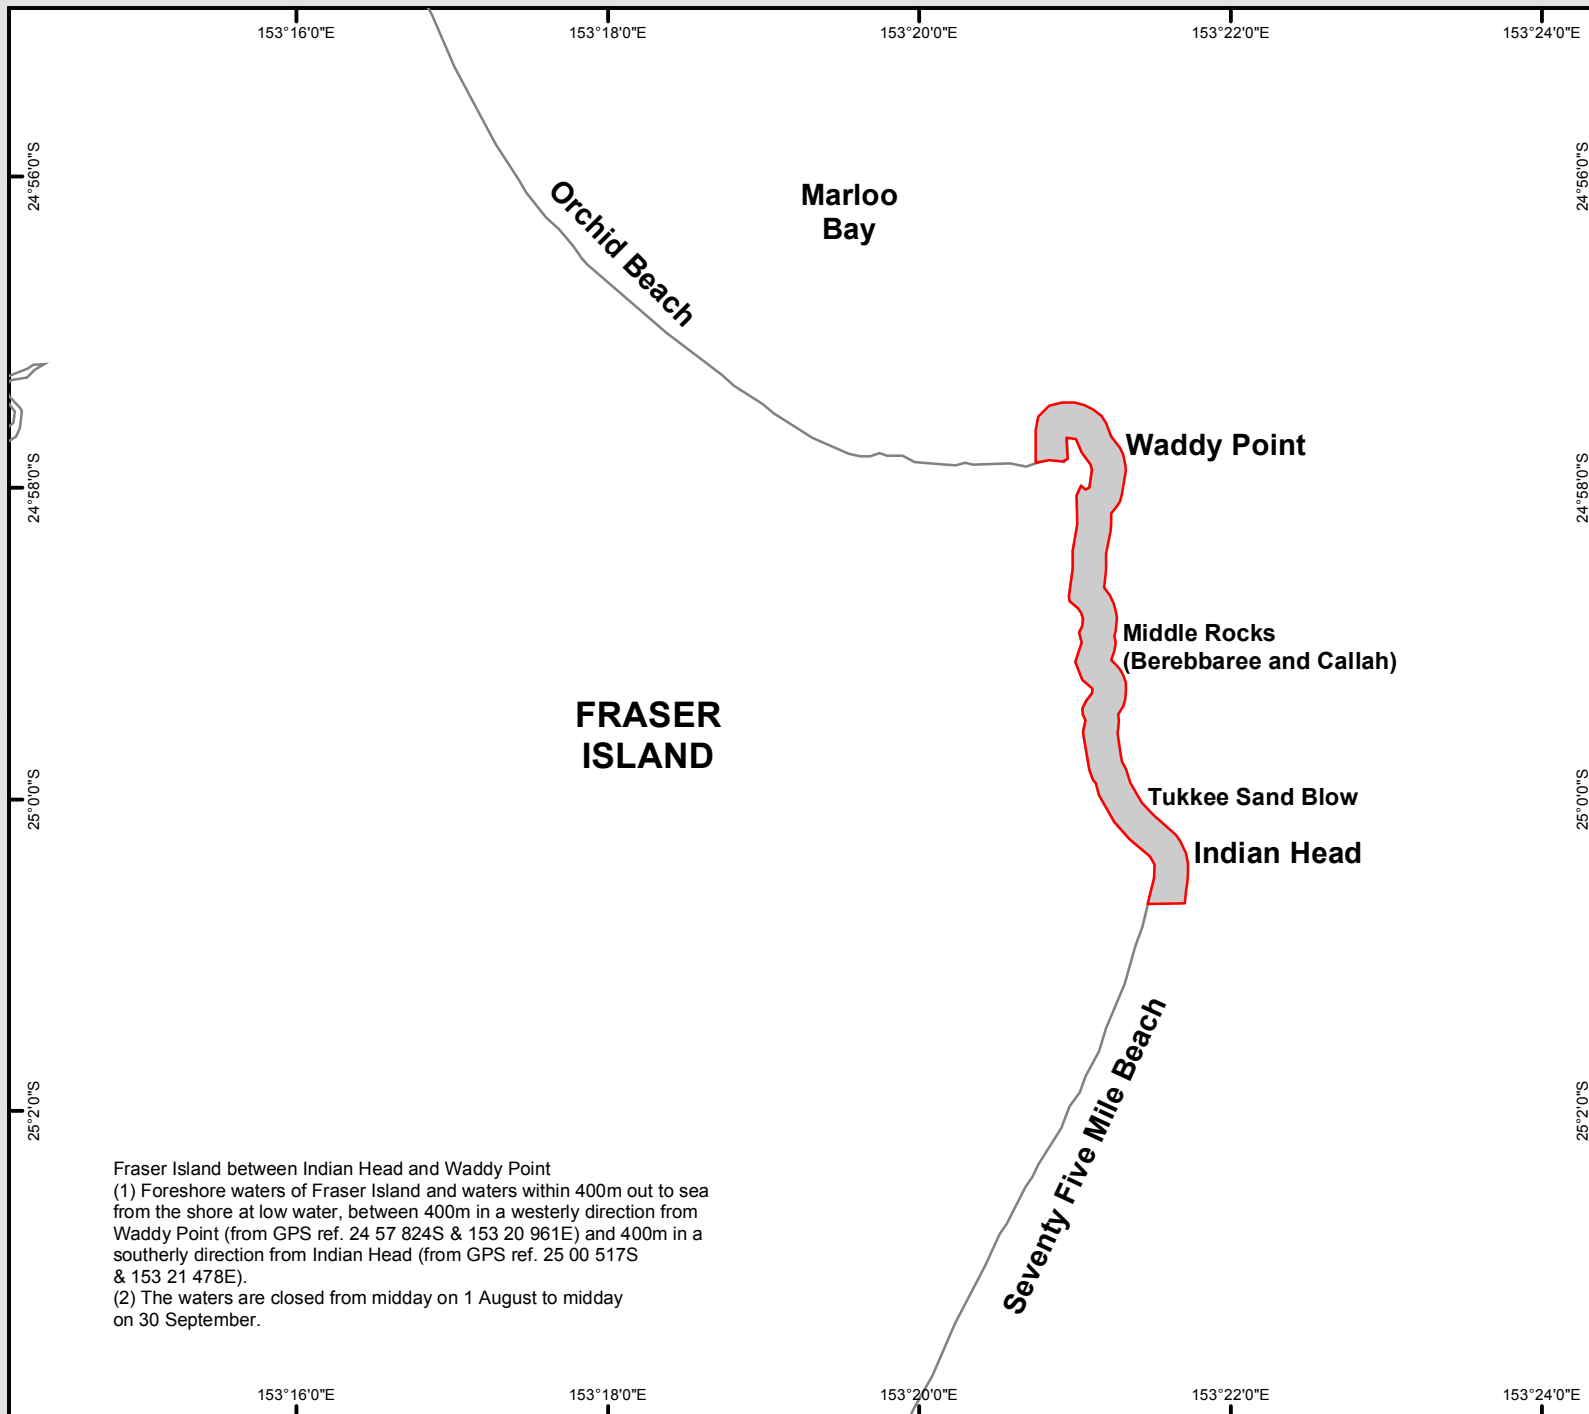 153°16'0"E
153°18'0"E
153°20'0"E
153°22'0"E
153°24'0"E
24°56'0"S
24°56'0"S
Marloo
Bay
Orchid Beach
Waddy Point
24°58'0"S
24°58'0"S
Middle Rocks
(Berebbaree and Callah)
FRASER
ISLAND
25°0'0"S
25°0'0"S
Tukkee Sand Blow
Indian Head
Seventy Five Mile Beach
25°2'0"S
25°2'0"S
Fraser Island between Indian Head and Waddy Point
(1) Foreshore waters of Fraser Island and waters within 400m out to sea
from the shore at low water, between 400m in a westerly direction from
Waddy Point (from GPS ref. 24 57 824S & 153 20 961E) and 400m in a
southerly direction from Indian Head (from GPS ref. 25 00 517S
& 153 21 478E).
(2) The waters are closed from midday on 1 August to midday
on 30 September.
153°16'0"E
153°18'0"E
153°20'0"E
153°22'0"E
153°24'0"E